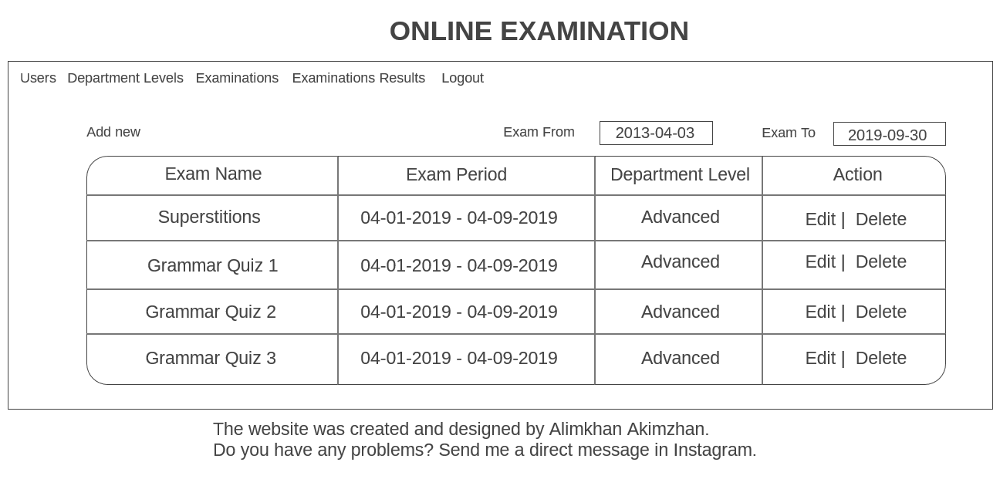 ONLINE EXAMINATION
Users Department Levels Examinations Examinations Results Logout
Add new Exam From 2013-04-03 Exam To 2019-09-30
Exam Name Exam Period Department Level Action
Superstitions 04-01-2019 - 04-09-2019 Advanced Edit | Delete
Grammar Quiz 1 04-01-2019 - 04-09-2019 Advanced Edit | Delete
Grammar Quiz 2 04-01-2019 - 04-09-2019 Advanced Edit | Delete
Grammar Quiz 3 04-01-2019 - 04-09-2019 Advanced Edit | Delete
The website was created and designed by Alimkhan Akimzhan.
Do you have any problems? Send me a direct message in Instagram.